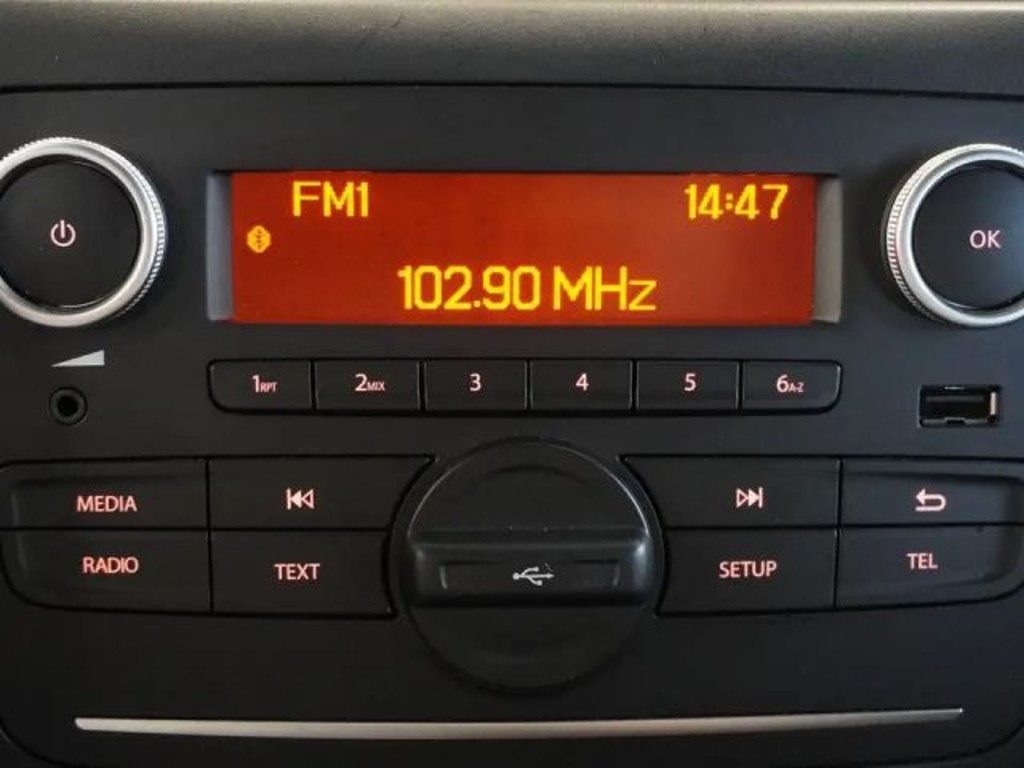 FM1 14:47
102.90 MHz
OK
1RPT 2MIX 3 4 5 6A-Z
MEDIA
RADIO TEXT SETUP TEL